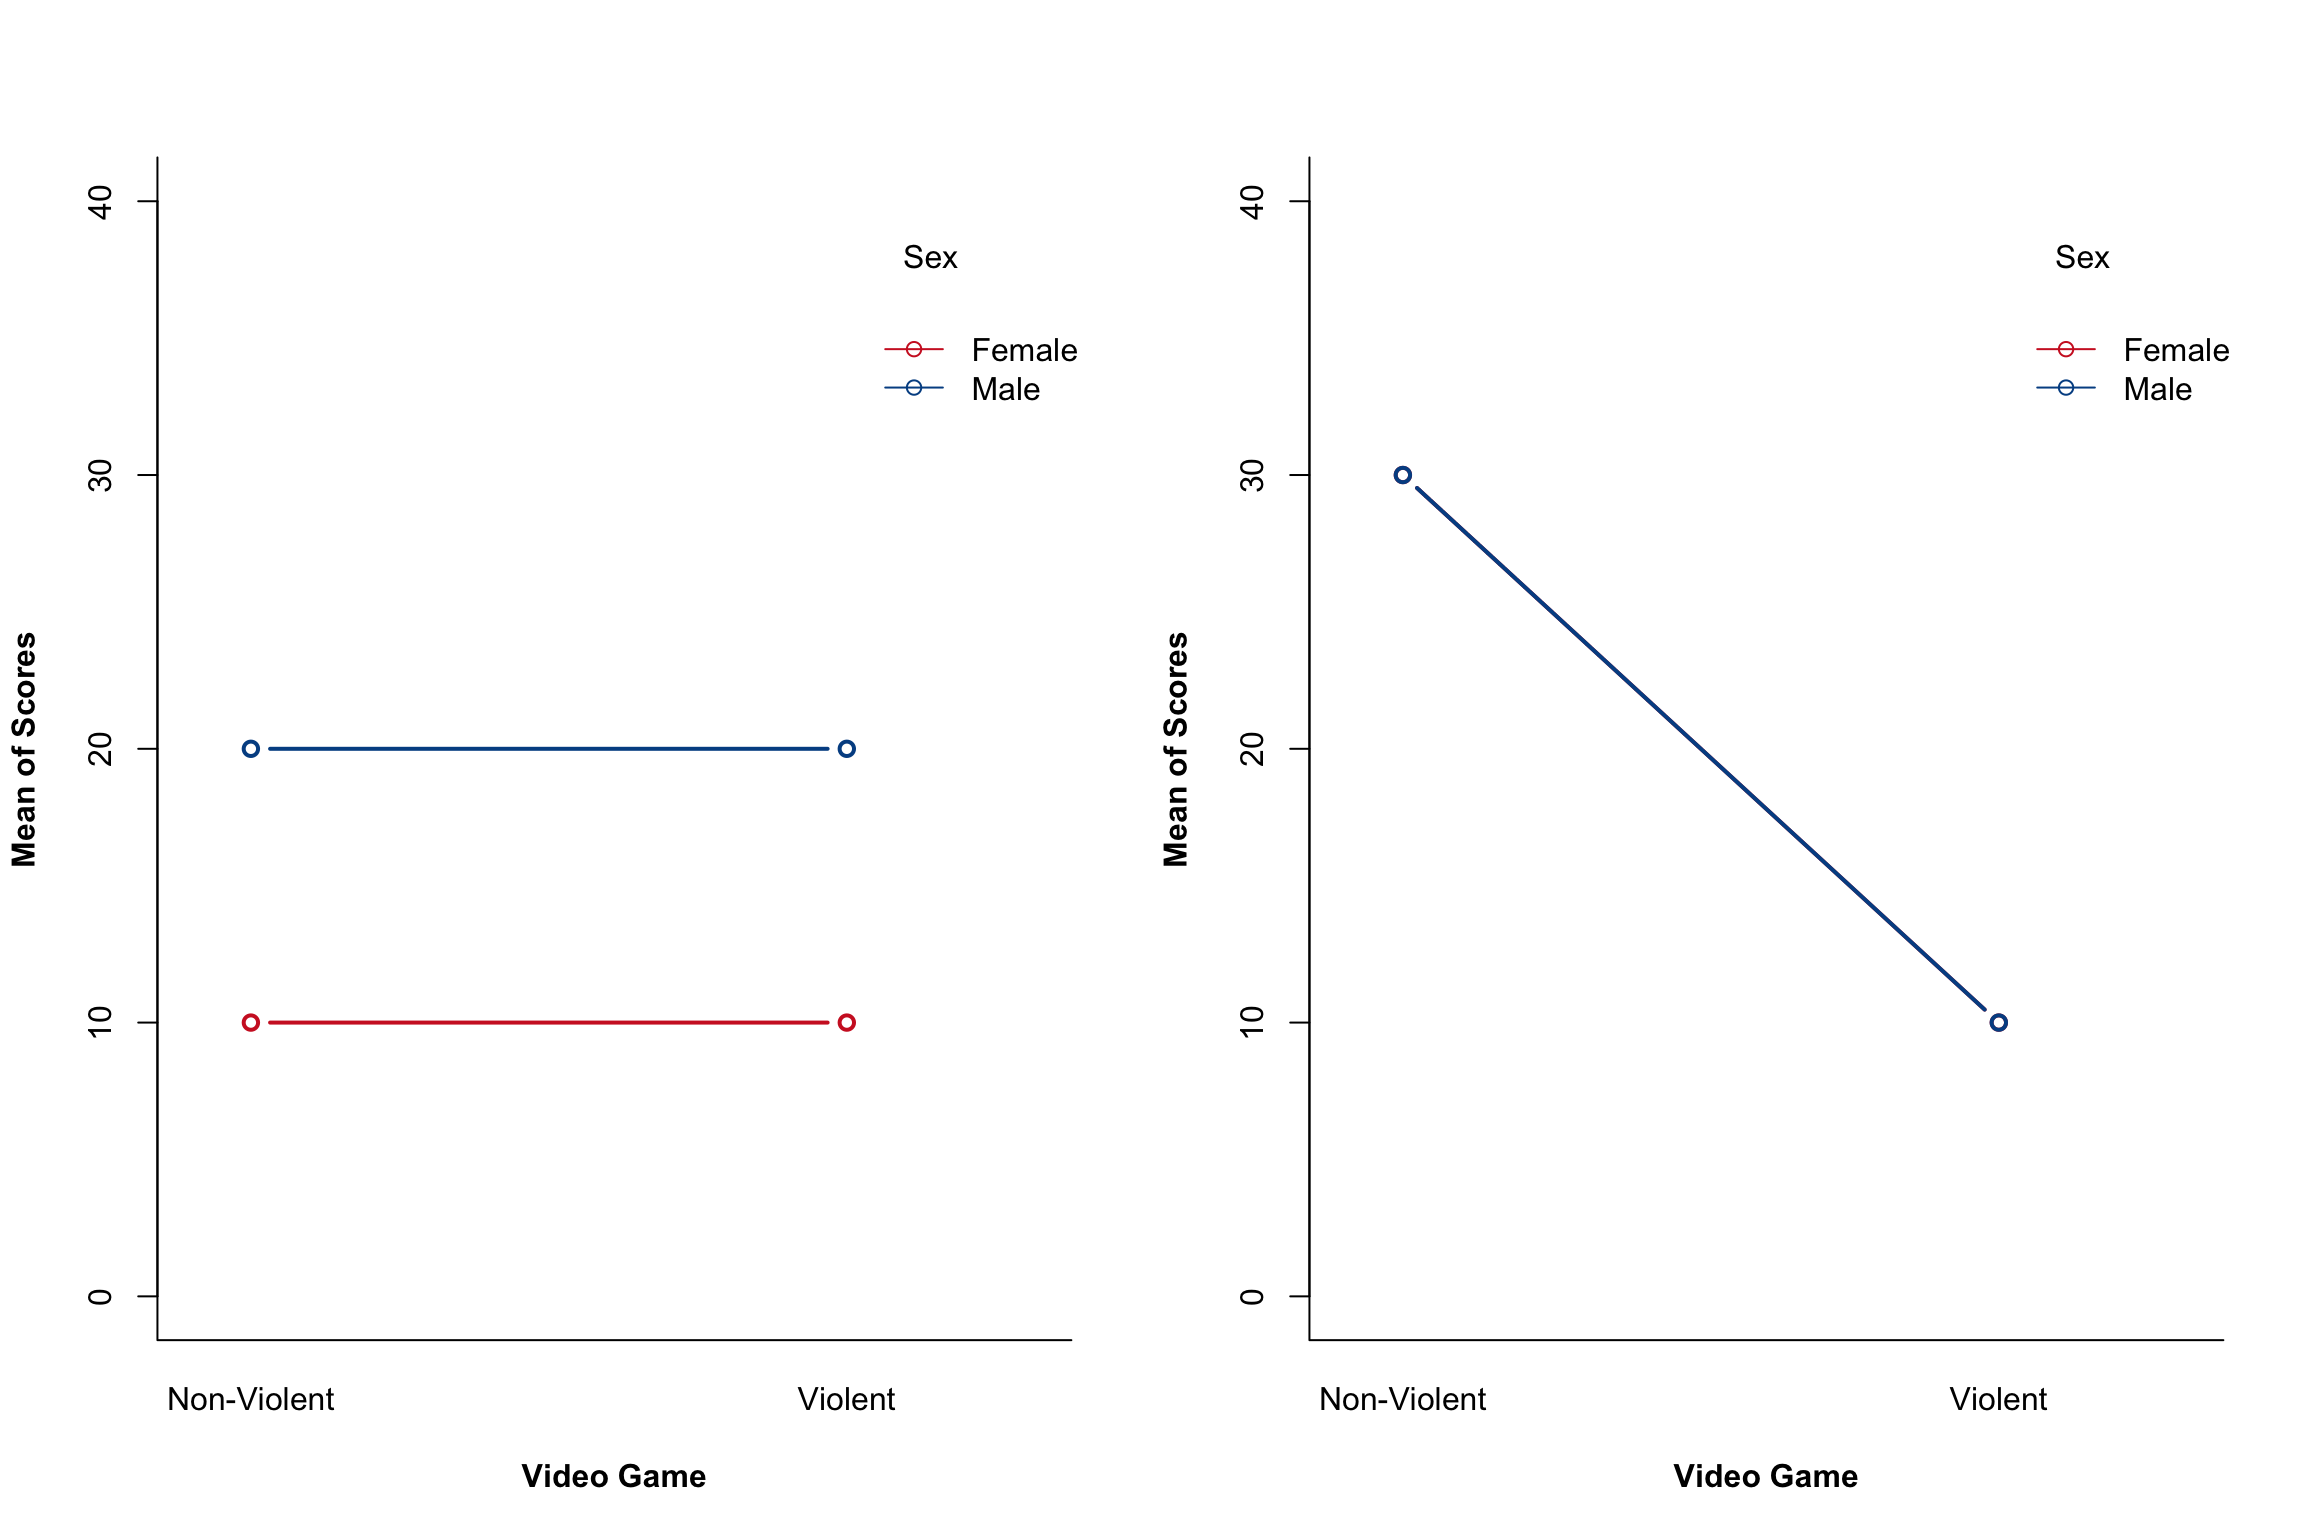 40
30
20
10
0
Mean of Scores
Sex
Female
Male
Non-Violent
Violent
Video Game
40
30
20
10
0
Mean of Scores
Sex
Female
Male
Non-Violent
Violent
Video Game